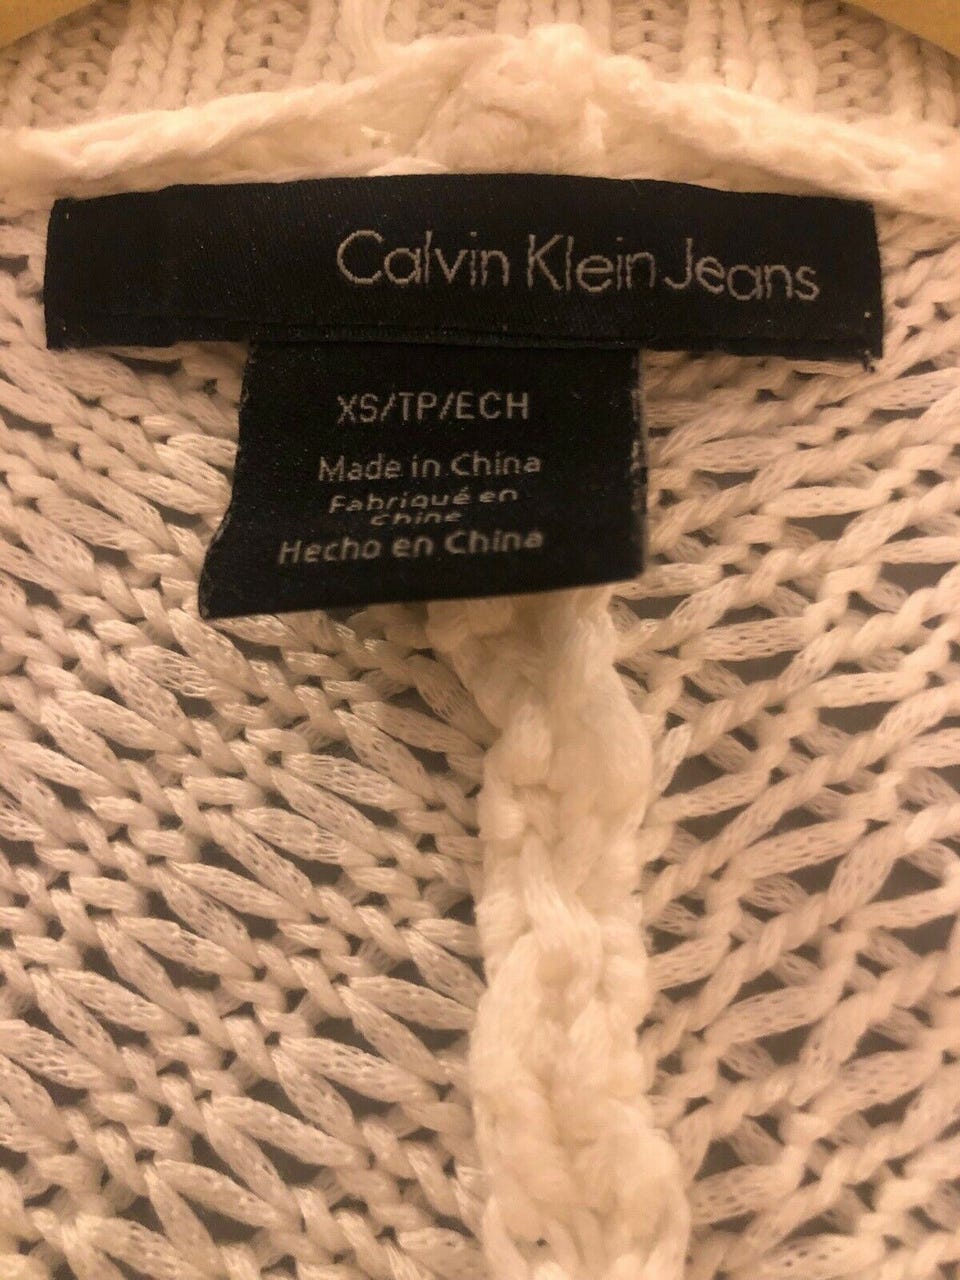 Calvin Klein Jeans
XS/TP/ECH
Made in China
Fabriqué en
Chine
Hecho en China